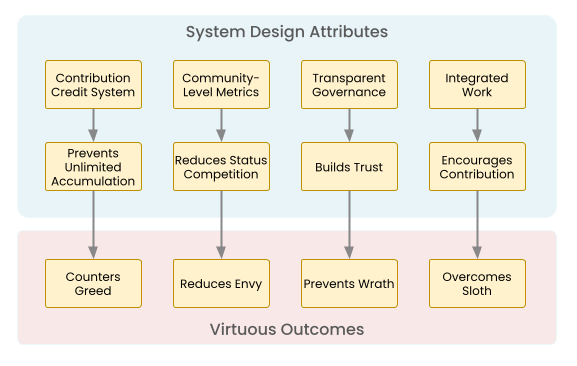 System Design Attributes
Contribution
Credit System
Community-
Level Metrics
Transparent
Governance
Integrated
Work
Prevents
Unlimited
Accumulation
Reduces Status
Competition
Builds Trust
Encourages
Contribution
Counters
Greed
Reduces Envy
Prevents Wrath
Overcomes
Sloth
Virtuous Outcomes